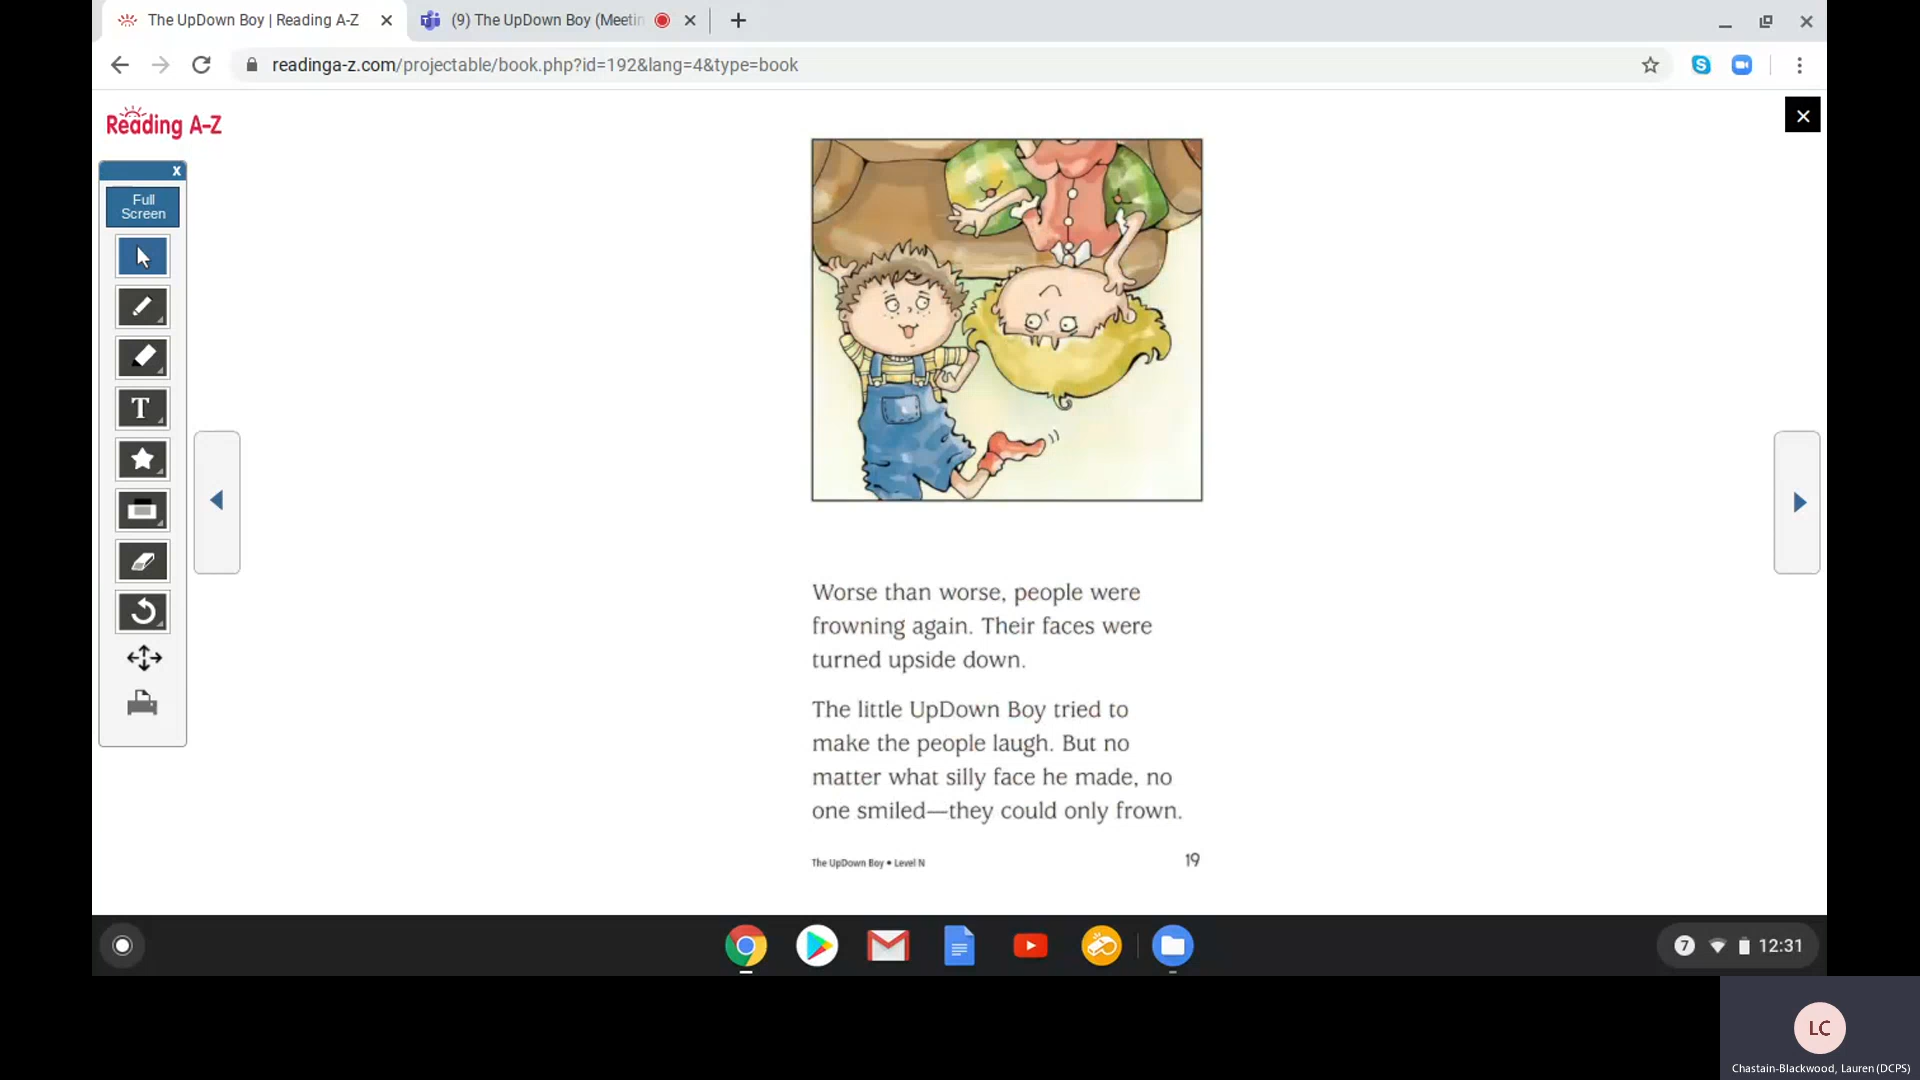 The UpDown Boy | Reading A-Z
(9) The UpDown Boy (Meetin
readinga-z.com/projectable/book.php?id=192&lang=4&type=book
Reading A-Z
x
Full
Screen
T
Worse than worse, people were
frowning again. Their faces were
turned upside down.
The little UpDown Boy tried to
make the people laugh. But no
matter what silly face he made, no
one smiled—they could only frown.
The UpDown Boy • Level N
19
7
12:31
LC
Chastain-Blackwood, Lauren (DCPS)